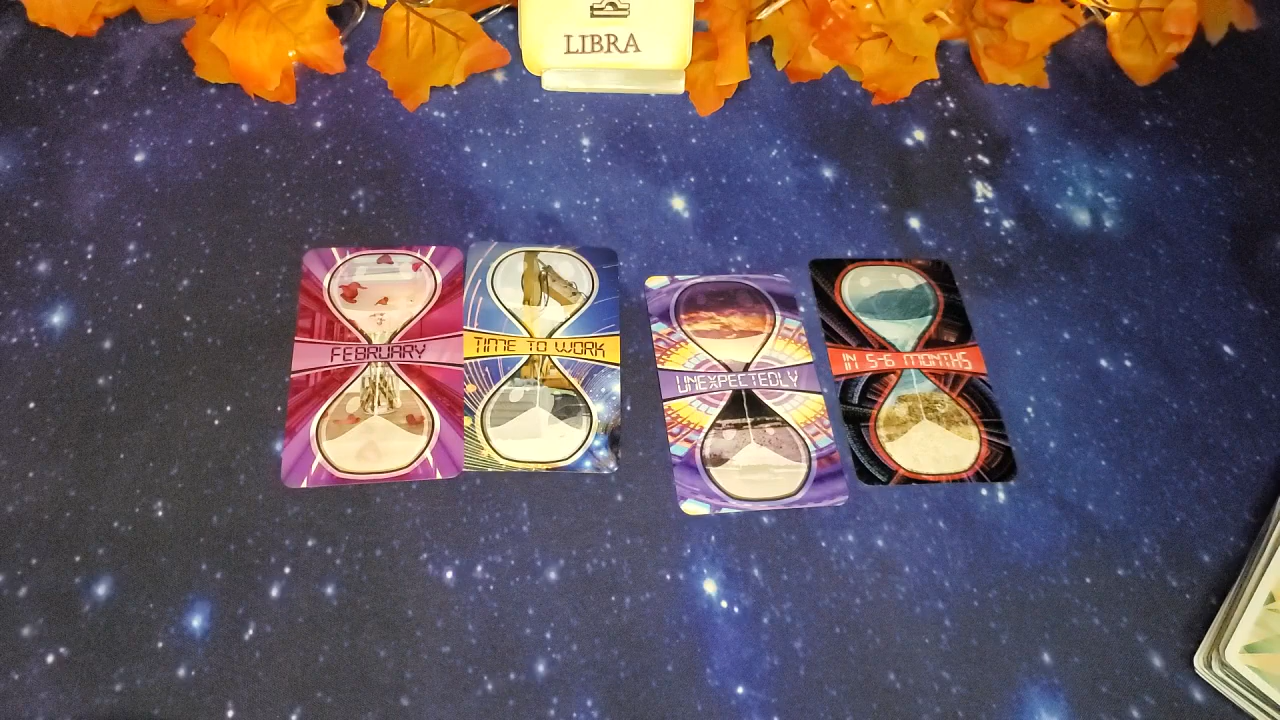 LIBRA
FEBRUARY
TIME TO WORK
UNEXPECTEDLY
IN 5-6 MONTHS